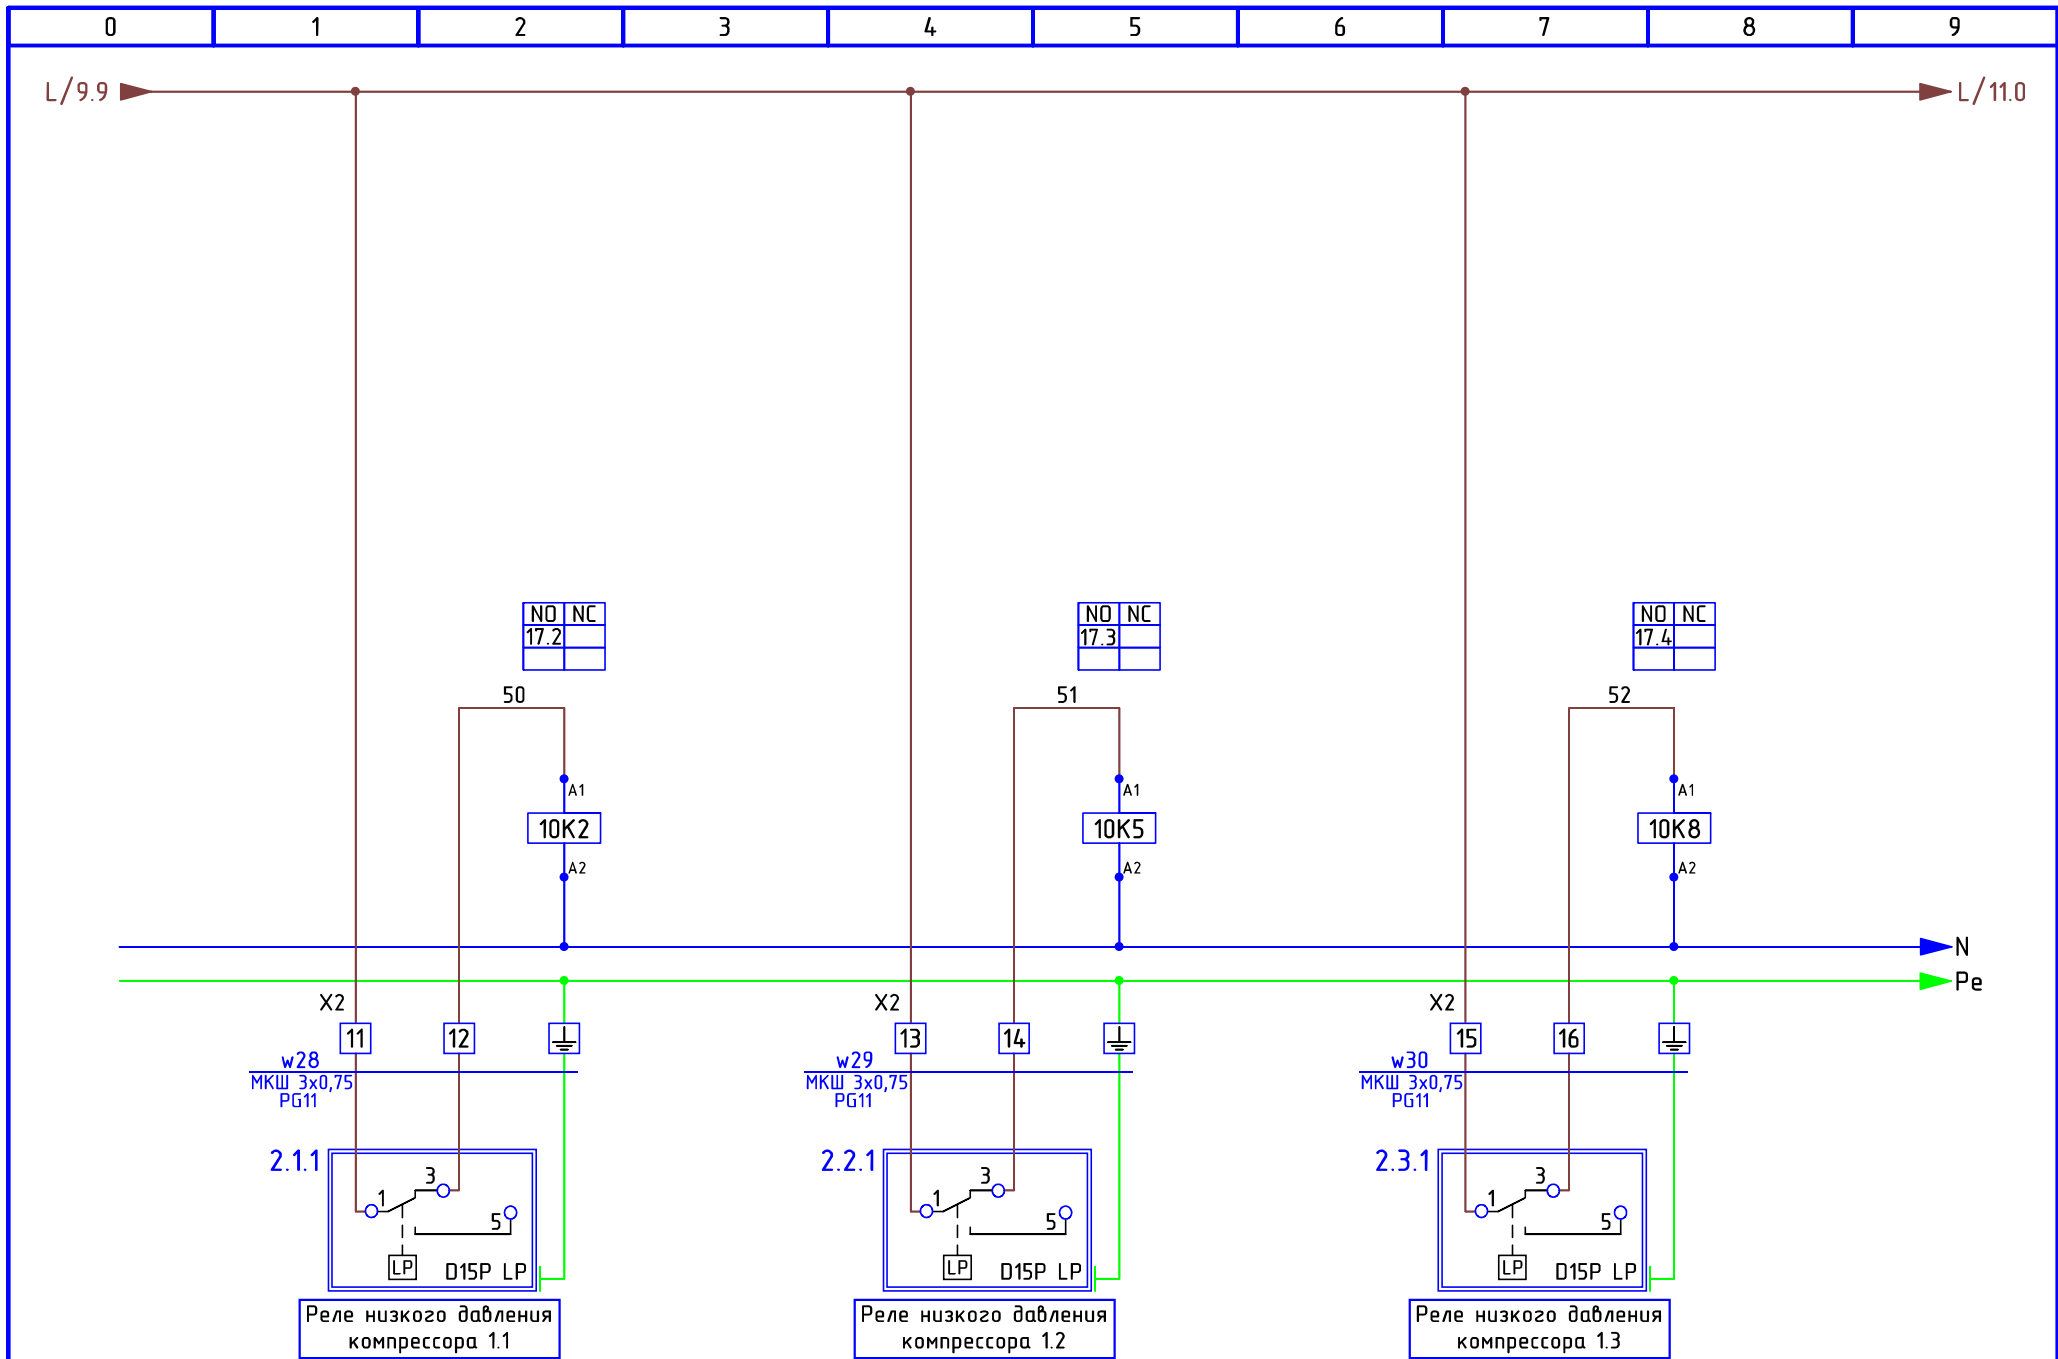 0 1 2 3 4 5 6 7 8 9
L/9.9 L/11.0
NO NC NO NC NO NC
17.2 17.3 17.4
50 51 52
A1 A1 A1
10K2 10K5 10K8
A2 A2 A2
N
Pe
X2 X2 X2
11 12 13 14 15 16
w28 w29 w30
МКШ 3x0,75 МКШ 3x0,75 МКШ 3x0,75
PG11 PG11 PG11
2.1.1 2.2.1 2.3.1
3 3 3
1 1 1
5 5 5
LP D15P LP LP D15P LP LP D15P LP
Реле низкого давления Реле низкого давления Реле низкого давления
компрессора 1.1 компрессора 1.2 компрессора 1.3